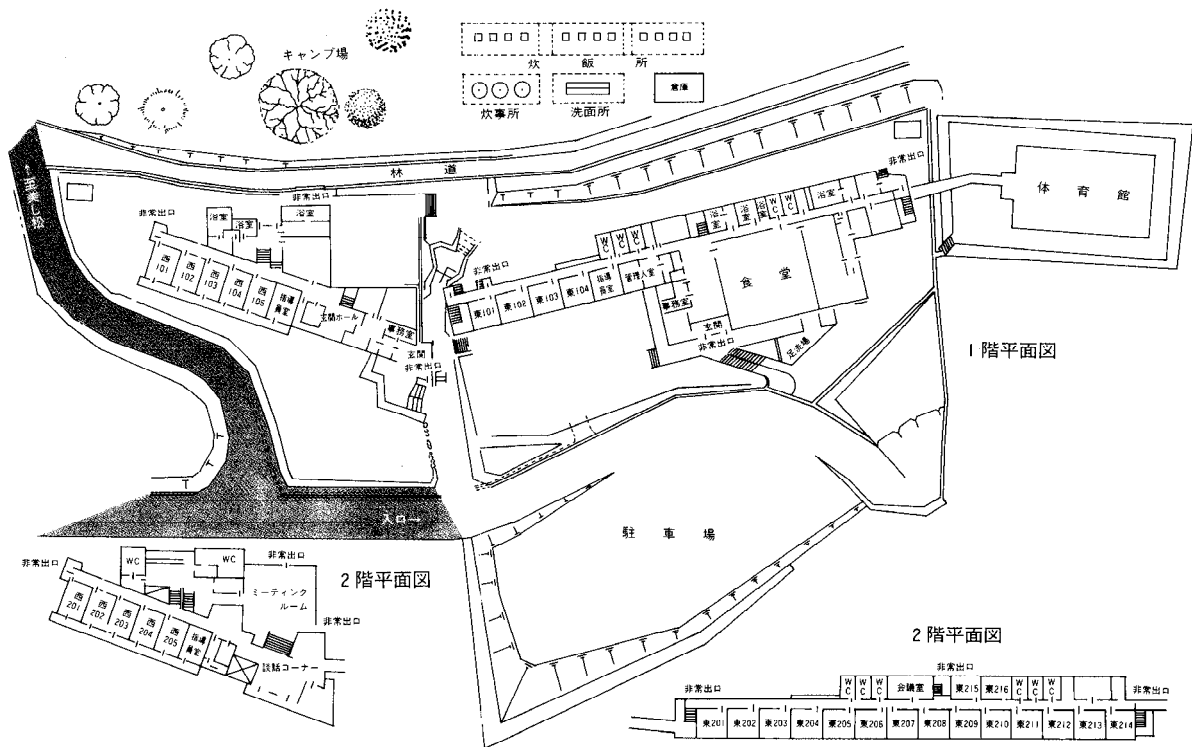 キャンプ場
炊飯所
炊事所
洗面所
倉庫
林道
非常出口
浴室
浴室
浴室
非常出口
西101
西102
西103
西104
西105
指導員室
玄関ホール
事務室
玄関
非常出口
非常出口
東101
東102
東103
東104
指導員室
管理人室
WC
WC
WC
浴室
浴室
浴室
WC
WC
浴室
非常出口
体育館
食堂
事務室
玄関
非常出口
足洗場
1階平面図
入口→
駐車場
2階平面図
非常出口
WC
WC
非常出口
ミーティングルーム
非常出口
西201
西202
西203
西204
西205
指導員室
談話コーナー
2階平面図
非常出口
非常出口
非常出口
WC
WC
WC
会議室
東215
東216
WC
WC
WC
東201
東202
東203
東204
東205
東206
東207
東208
東209
東210
東211
東212
東213
東214